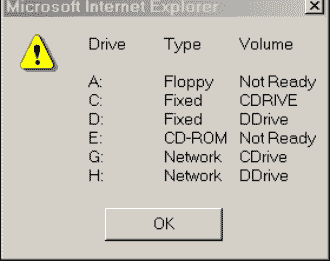 Microsoft Internet Explorer
Drive Type Volume
A: Floppy Not Ready
C: Fixed CDRIVE
D: Fixed DDrive
E: CD-ROM Not Ready
G: Network CDrive
H: Network DDrive
OK